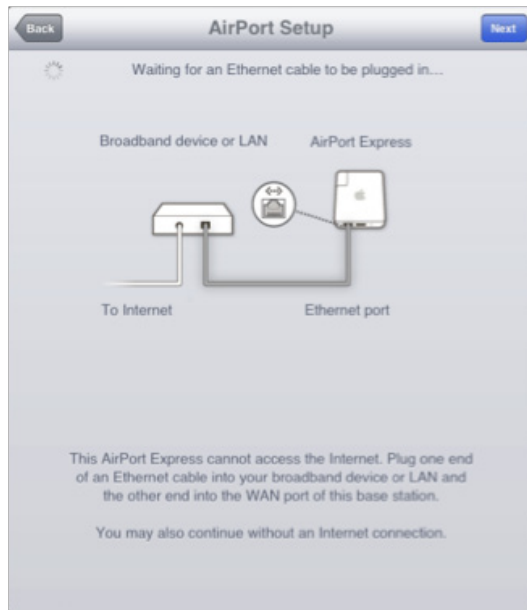 Back AirPort Setup Next
Waiting for an Ethernet cable to be plugged in...
Broadband device or LAN AirPort Express
To Internet Ethernet port
This AirPort Express cannot access the Internet. Plug one end
of an Ethernet cable into your broadband device or LAN and
the other end into the WAN port of this base station.
You may also continue without an Internet connection.